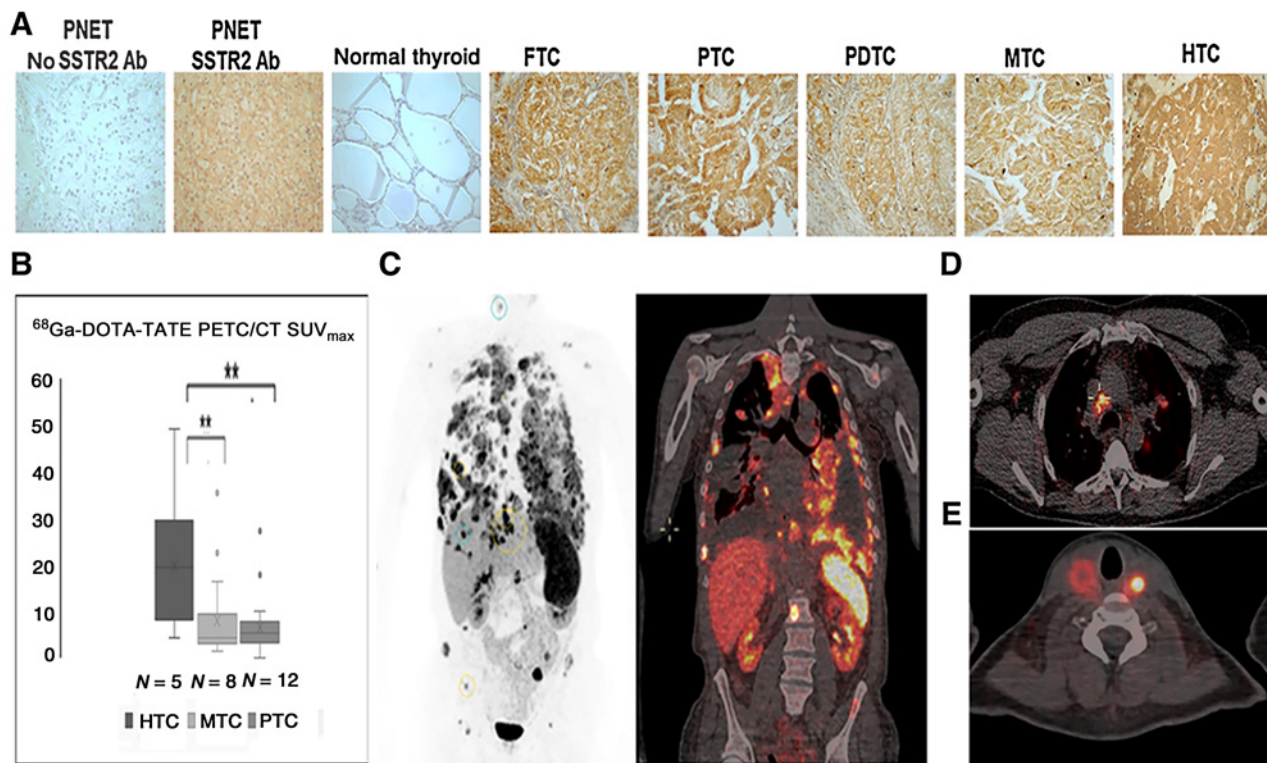 A
PNET
No SSTR2 Ab
PNET
SSTR2 Ab
Normal thyroid
FTC
PTC
PDTC
MTC
HTC
B
⁶⁸Ga-DOTA-TATE PETC/CT SUVₘₐₓ
60
50
40
30
20
10
0
N = 5 N = 8 N = 12
HTC MTC PTC
C
D
E